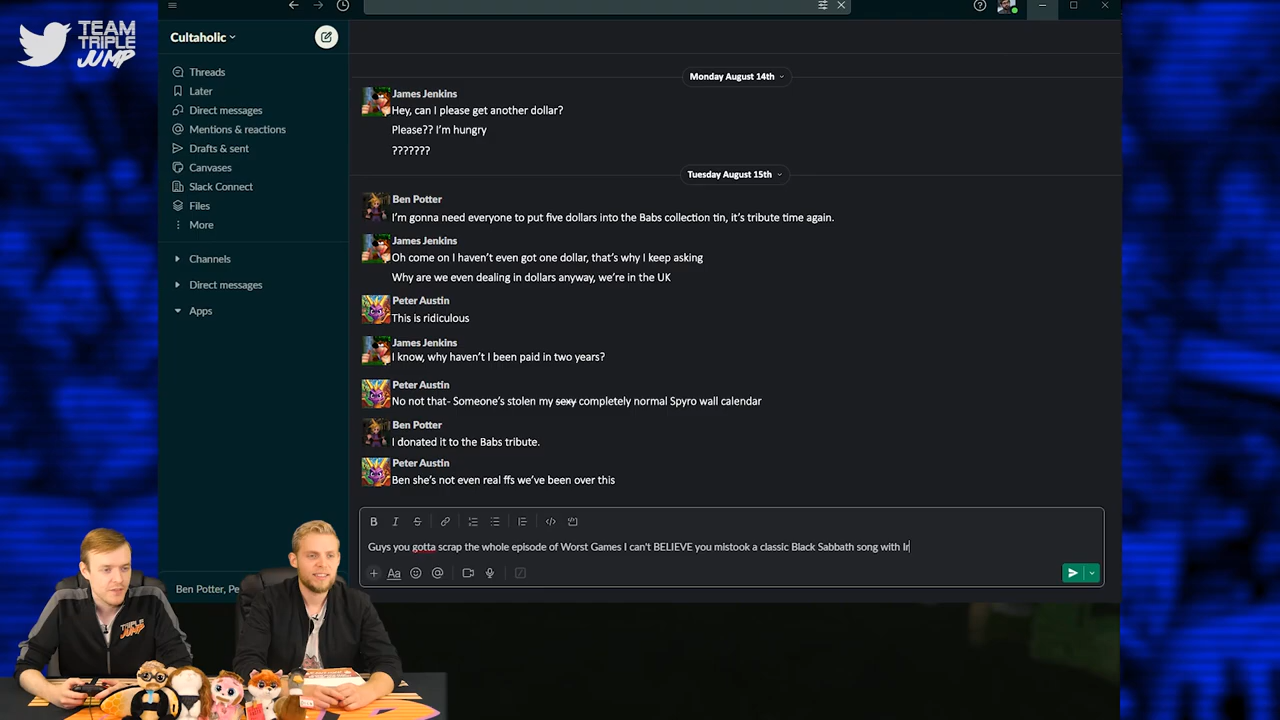 TEAM
TRIPLE
JUMP
Cultaholic
Threads
Later
Direct messages
Mentions & reactions
Drafts & sent
Canvases
Slack Connect
Files
More
Channels
Direct messages
Apps
Ben Potter, Pe
Monday August 14th
James Jenkins
Hey, can I please get another dollar?
Please?? I'm hungry
???????
Tuesday August 15th
Ben Potter
I'm gonna need everyone to put five dollars into the Babs collection tin, it's tribute time again.
James Jenkins
Oh come on I haven't even got one dollar, that's why I keep asking
Why are we even dealing in dollars anyway, we're in the UK
Peter Austin
This is ridiculous
James Jenkins
I know, why haven't I been paid in two years?
Peter Austin
No not that- Someone's stolen my sexy completely normal Spyro wall calendar
Ben Potter
I donated it to the Babs tribute.
Peter Austin
Ben she's not even real ffs we've been over this
B I S
Guys you gotta scrap the whole episode of Worst Games I can't BELIEVE you mistook a classic Black Sabbath song with Ir
Aa
TRIPLE
JUMP